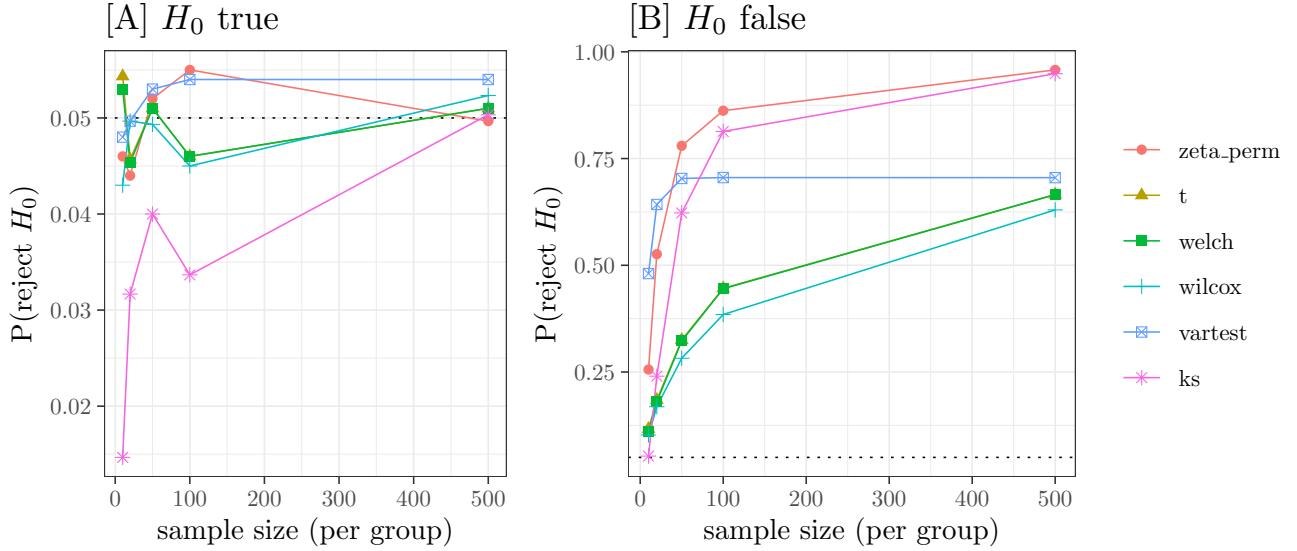 [A] H₀ true
P(reject H₀)
0.05
0.04
0.03
0.02
0 100 200 300 400 500
sample size (per group)
[B] H₀ false
P(reject H₀)
1.00
0.75
0.50
0.25
0 100 200 300 400 500
sample size (per group)
zeta_perm
t
welch
wilcox
vartest
ks